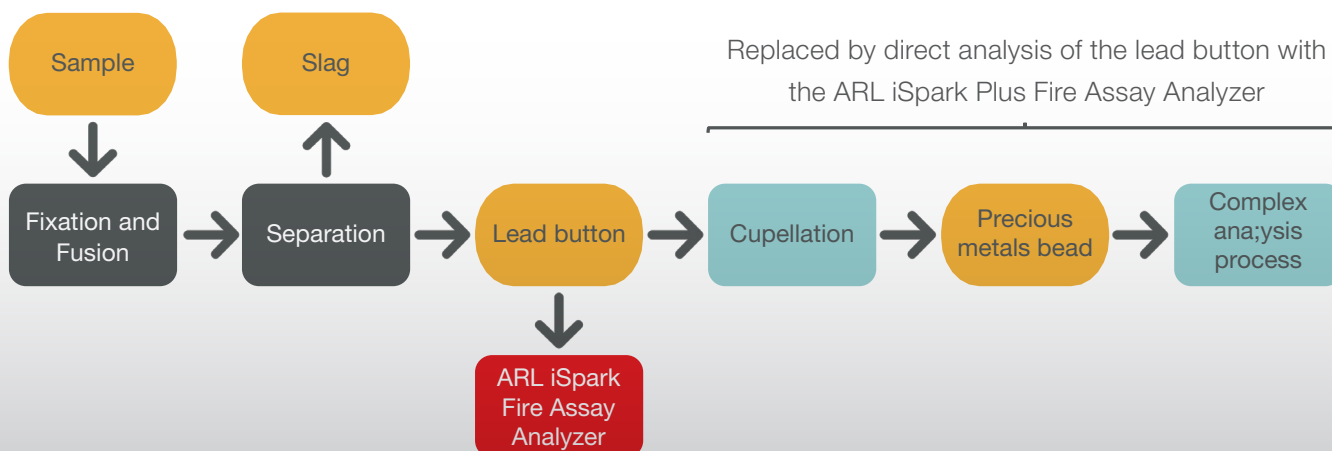 Sample
Slag
Replaced by direct analysis of the lead button with
the ARL iSpark Plus Fire Assay Analyzer
Fixation and
Fusion
Separation
Lead button
Cupellation
Precious
metals bead
Complex
ana;ysis
process
ARL iSpark
Fire Assay
Analyzer